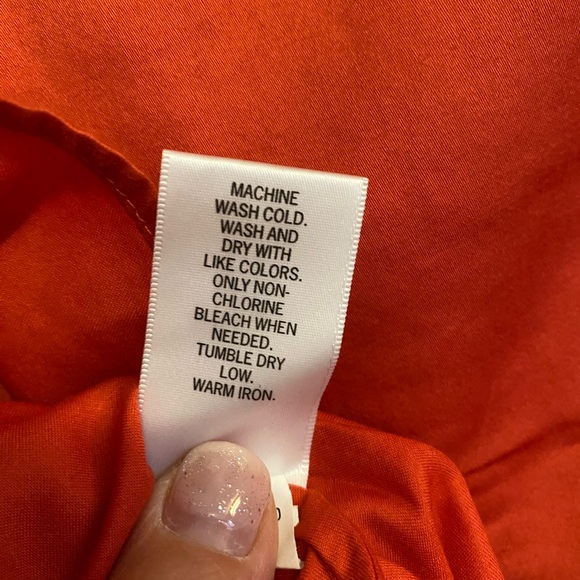 MACHINE
WASH COLD.
WASH AND
DRY WITH
LIKE COLORS.
ONLY NON-
CHLORINE
BLEACH WHEN
NEEDED.
TUMBLE DRY
LOW.
WARM IRON.